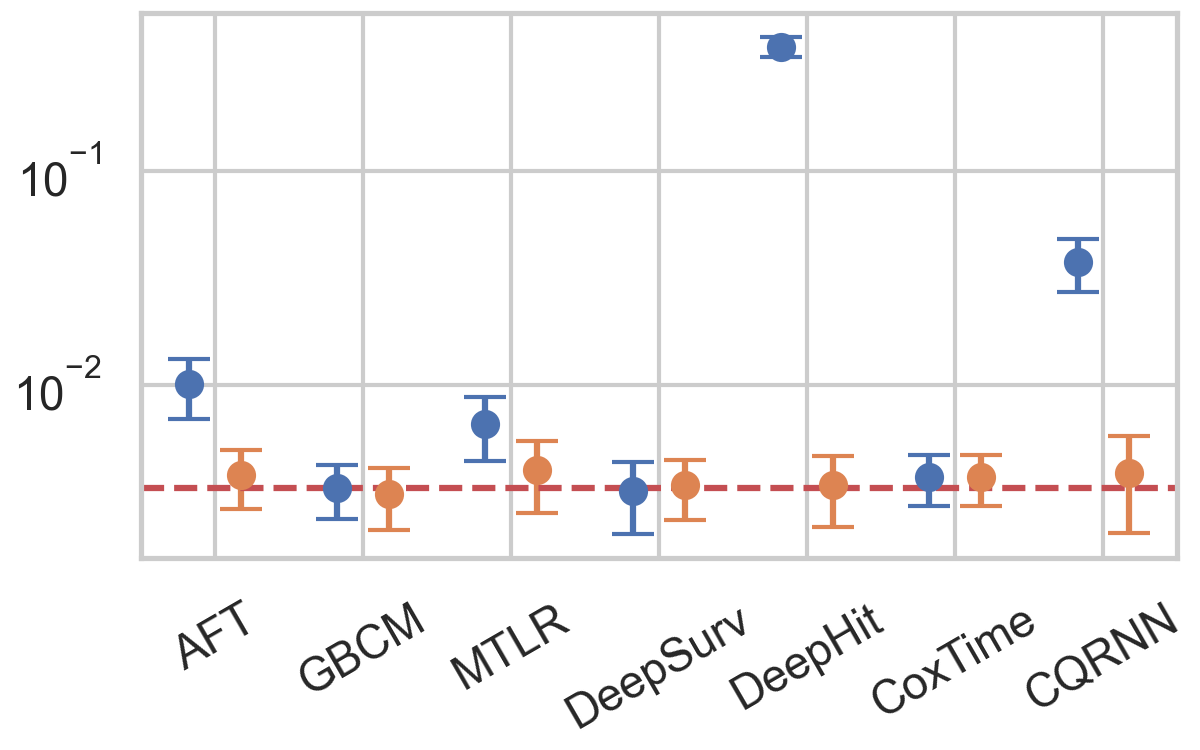 10⁻¹
10⁻²
AFT
GBCM
MTLR
DeepSurv
DeepHit
CoxTime
CQRNN